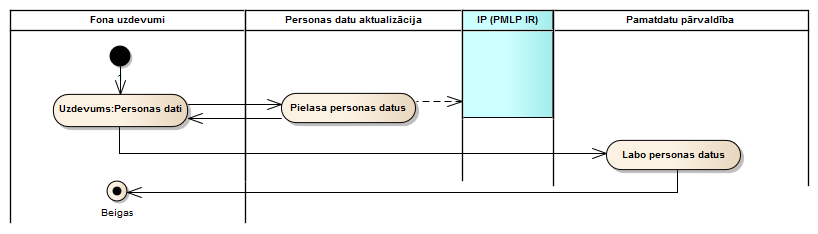 Fona uzdevumi
Personas datu aktualizācija
IP (PMLP IR)
Pamatdatu pārvaldība
Uzdevums:Personas dati
Pielasa personas datus
Labo personas datus
Beigas